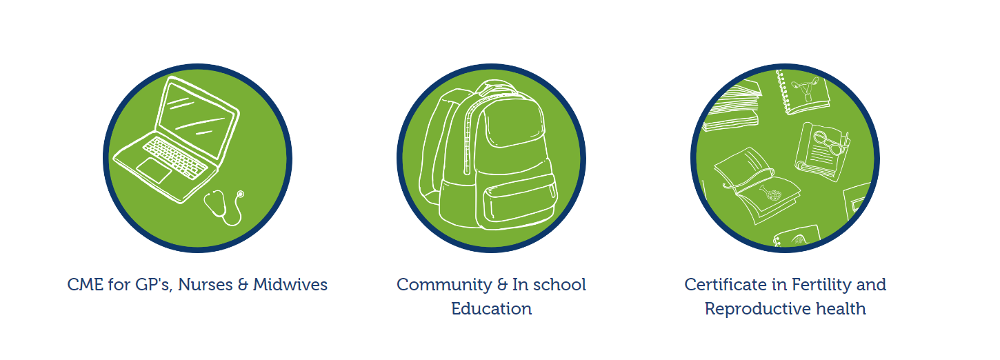 CME for GP's, Nurses & Midwives
Community & In school
Education
Certificate in Fertility and
Reproductive health